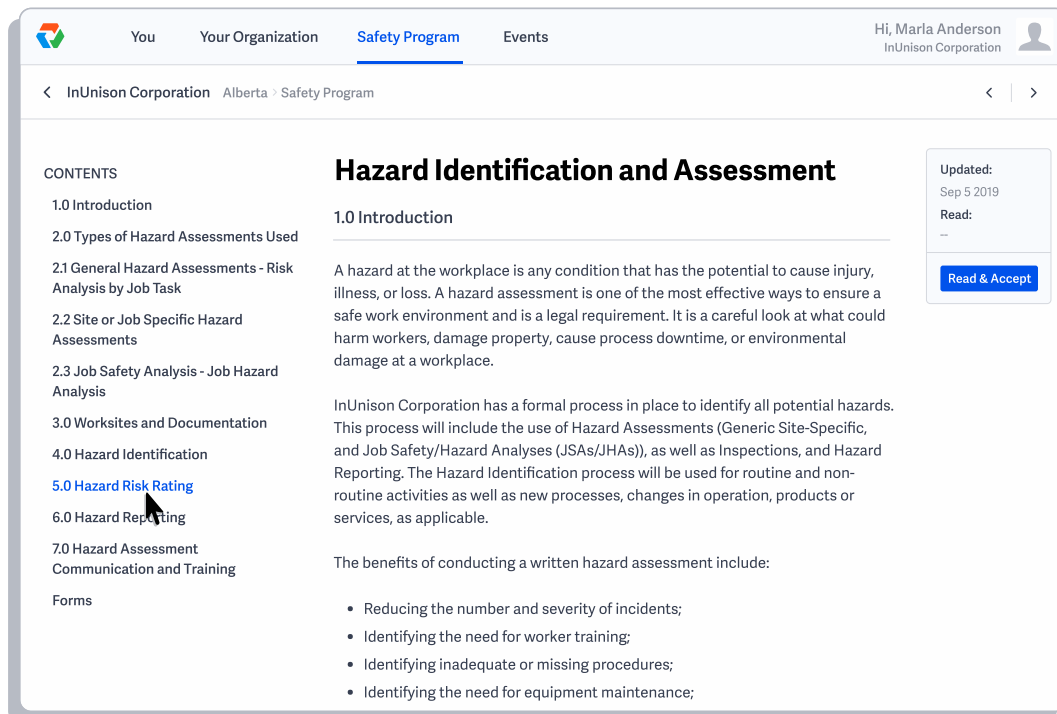 You Your Organization Safety Program Events
Hi, Marla Anderson
InUnison Corporation
InUnison Corporation Alberta › Safety Program
CONTENTS
1.0 Introduction
2.0 Types of Hazard Assessments Used
2.1 General Hazard Assessments - Risk
Analysis by Job Task
2.2 Site or Job Specific Hazard
Assessments
2.3 Job Safety Analysis - Job Hazard
Analysis
3.0 Worksites and Documentation
4.0 Hazard Identification
5.0 Hazard Risk Rating
6.0 Hazard Reporting
7.0 Hazard Assessment
Communication and Training
Forms
Hazard Identification and Assessment
1.0 Introduction
A hazard at the workplace is any condition that has the potential to cause injury,
illness, or loss. A hazard assessment is one of the most effective ways to ensure a
safe work environment and is a legal requirement. It is a careful look at what could
harm workers, damage property, cause process downtime, or environmental
damage at a workplace.
InUnison Corporation has a formal process in place to identify all potential hazards.
This process will include the use of Hazard Assessments (Generic Site-Specific,
and Job Safety/Hazard Analyses (JSAs/JHAs)), as well as Inspections, and Hazard
Reporting. The Hazard Identification process will be used for routine and non-
routine activities as well as new processes, changes in operation, products or
services, as applicable.
The benefits of conducting a written hazard assessment include:
• Reducing the number and severity of incidents;
• Identifying the need for worker training;
• Identifying inadequate or missing procedures;
• Identifying the need for equipment maintenance;
Updated:
Sep 5 2019
Read:
--
Read & Accept